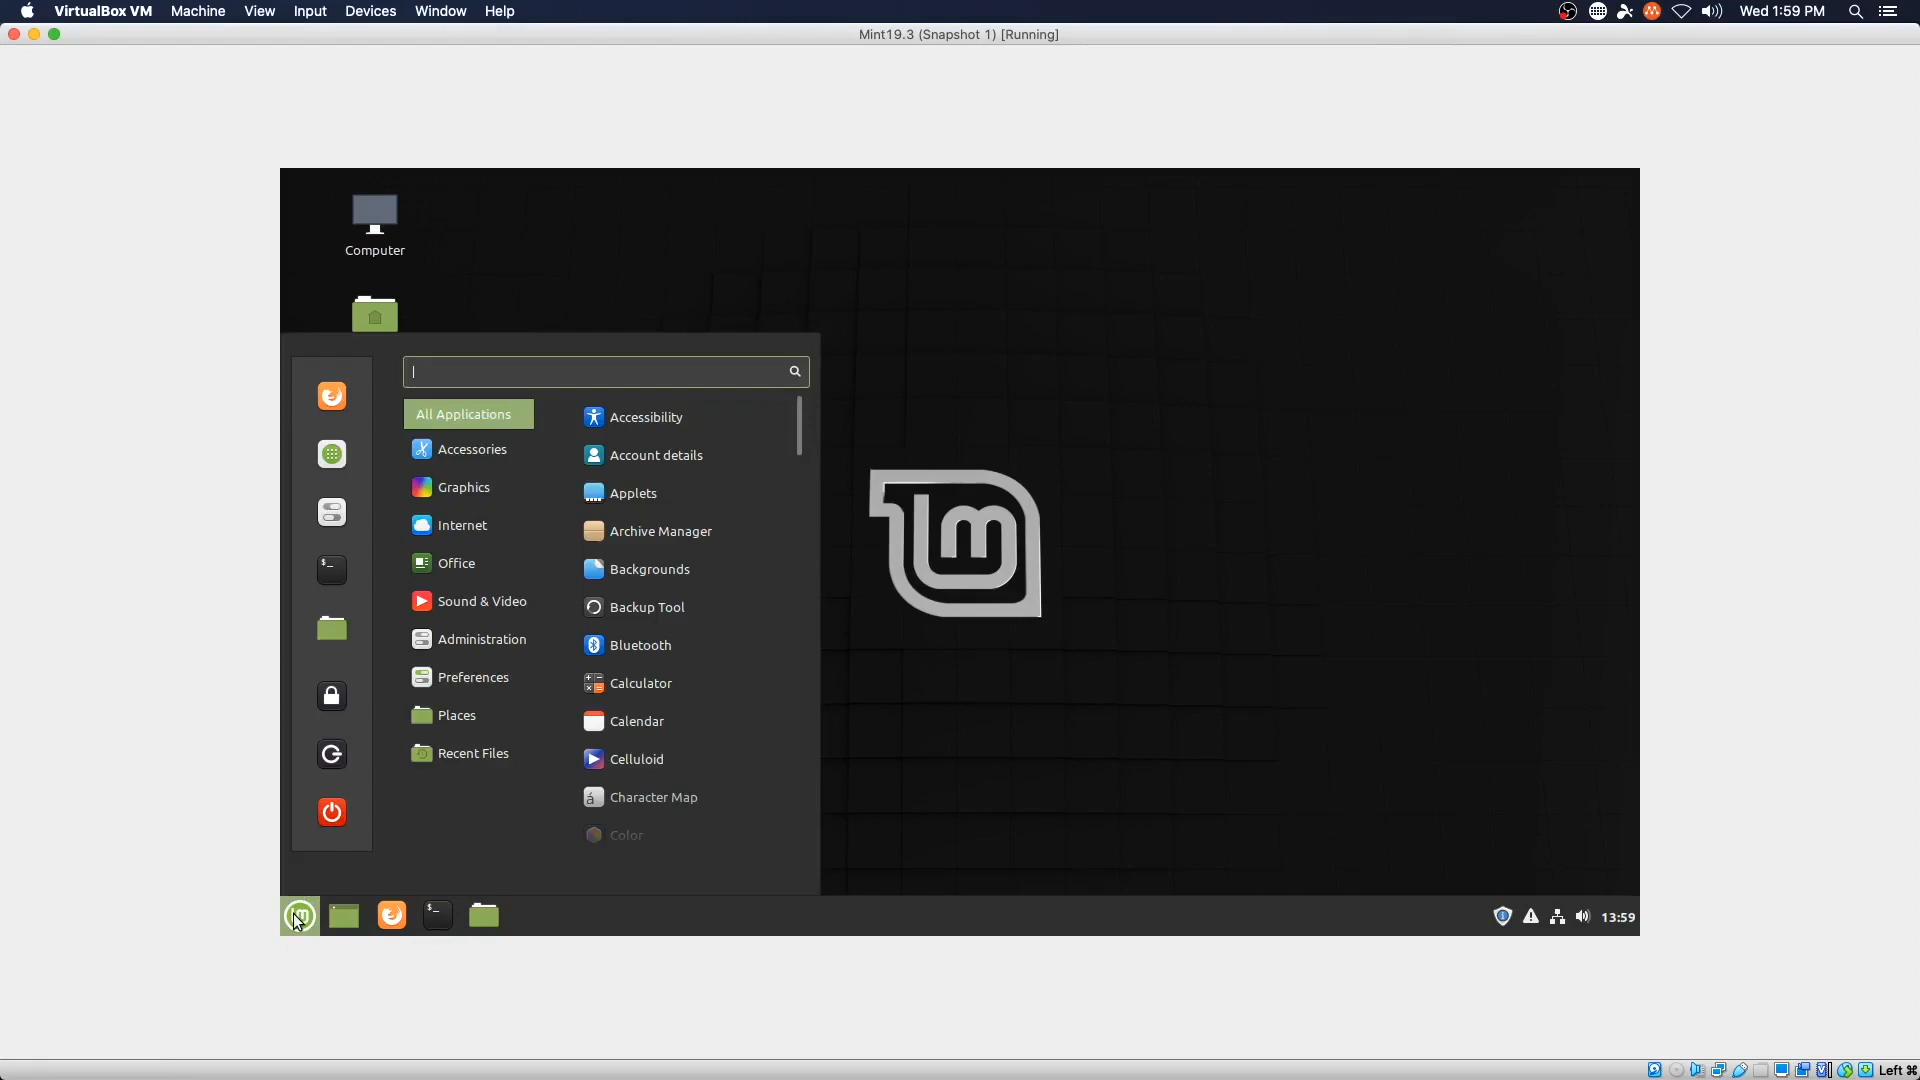 VirtualBox VM Machine View Input Devices Window Help Wed 1:59 PM
Mint19.3 (Snapshot 1) [Running]
Computer
All Applications
Accessories
Graphics
Internet
Office
Sound & Video
Administration
Preferences
Places
Recent Files
Accessibility
Account details
Applets
Archive Manager
Backgrounds
Backup Tool
Bluetooth
Calculator
Calendar
Celluloid
Character Map
Color
13:59
Left ⌘